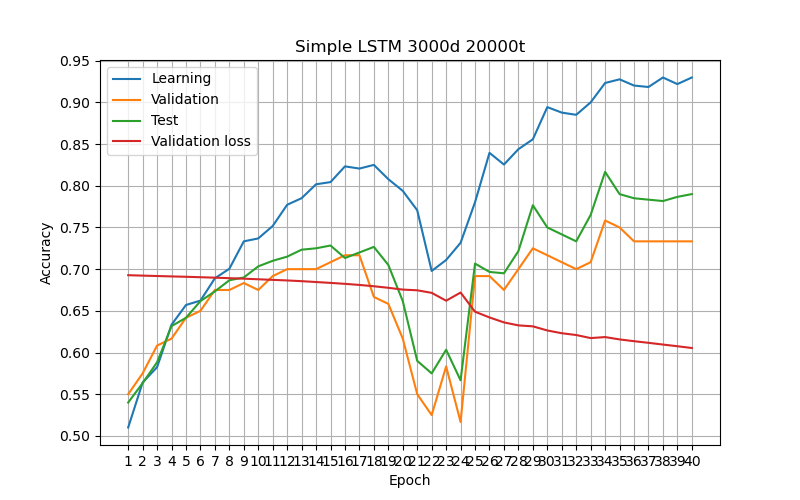 Simple LSTM 3000d 20000t
Learning
Validation
Test
Validation loss
0.95
0.90
0.85
0.80
0.75
0.70
0.65
0.60
0.55
0.50
Accuracy
1 2 3 4 5 6 7 8 9 10 11 12 13 14 15 16 17 18 19 20 21 22 23 24 25 26 27 28 29 30 31 32 33 34 35 36 37 38 39 40
Epoch